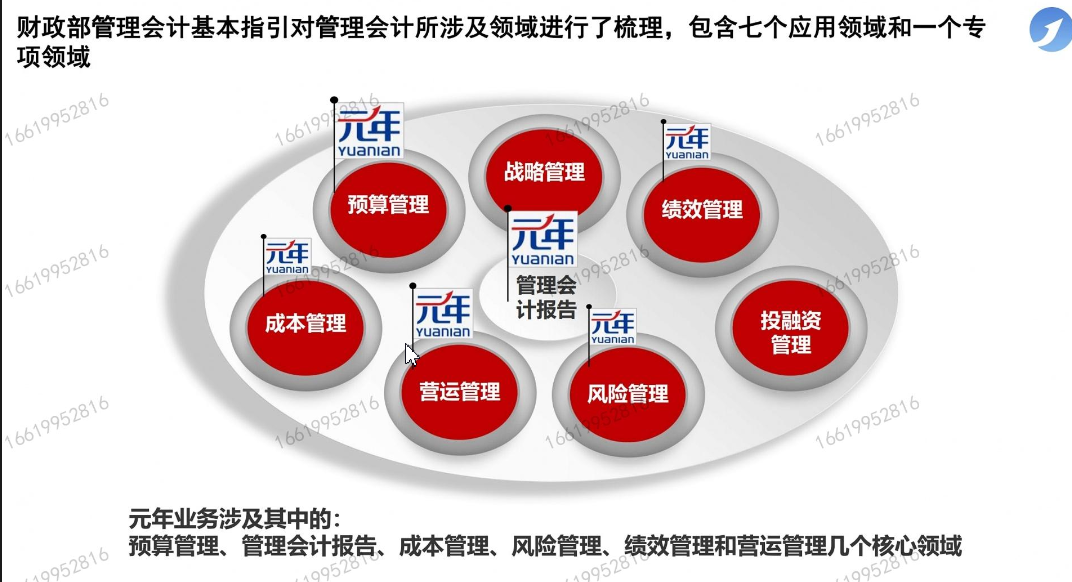 财政部管理会计基本指引对管理会计所涉及领域进行了梳理，包含七个应用领域和一个专
项领域
16619952816
16619952816
16619952816
16619952816
元年
YUANIAN
预算管理
战略管理
元年
YUANIAN
绩效管理
元年
YUANIAN
管理会
计报告
元年
YUANIAN
成本管理
元年
YUANIAN
营运管理
元年
YUANIAN
风险管理
投融资
管理
16619952816
16619952816
16619952816
16619952816
16619952816
16619952816
16619952816
16619952816
元年业务涉及其中的：
预算管理、管理会计报告、成本管理、风险管理、绩效管理和营运管理几个核心领域